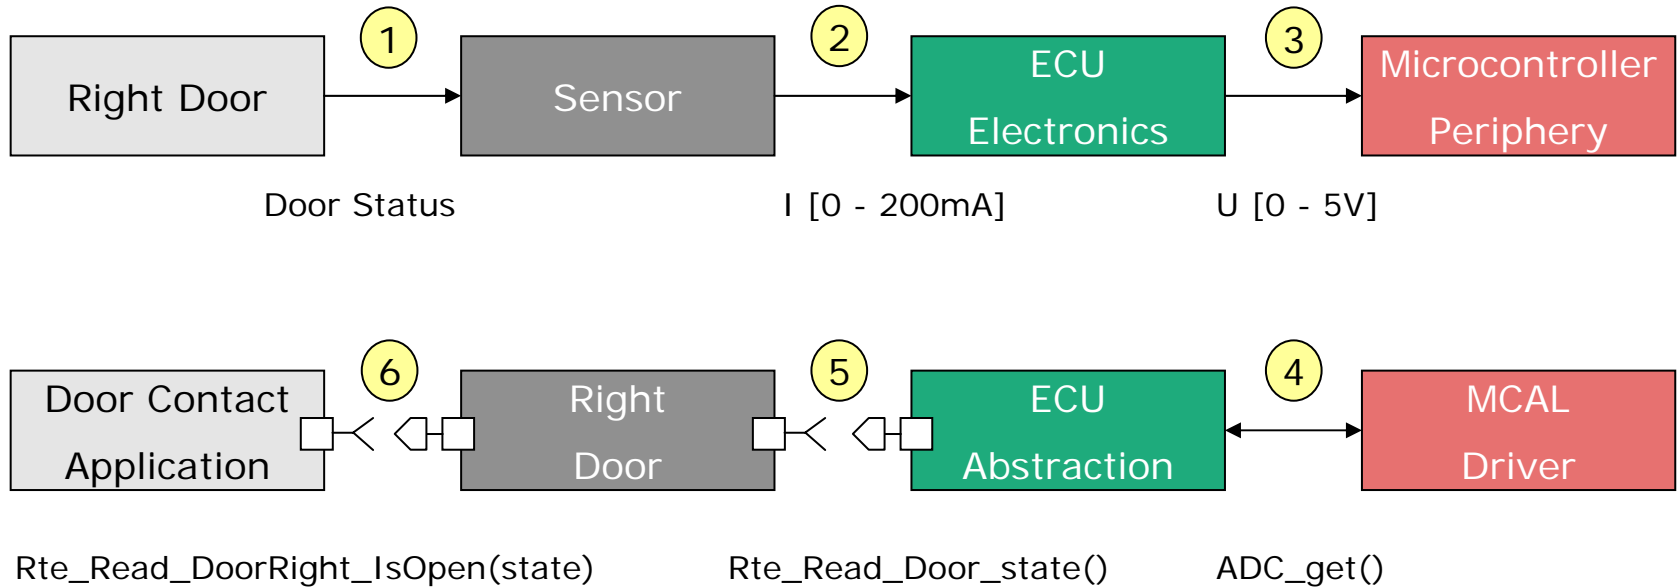 1
2
3
Right Door
Sensor
ECU
Electronics
Microcontroller
Periphery
Door Status
I [0 - 200mA]
U [0 - 5V]
6
5
4
Door Contact
Application
Right
Door
ECU
Abstraction
MCAL
Driver
Rte_Read_DoorRight_IsOpen(state)
Rte_Read_Door_state()
ADC_get()